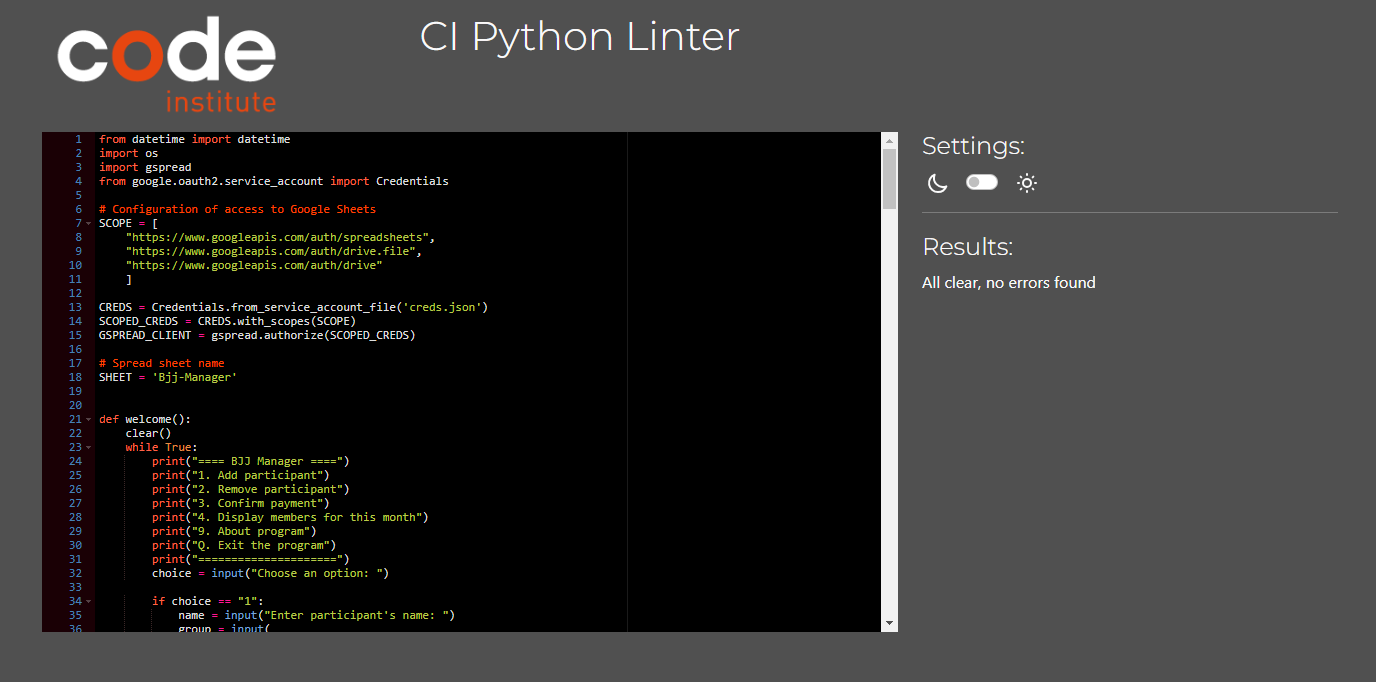 code
institute
CI Python Linter
1 from datetime import datetime
2 import os
3 import gspread
4 from google.oauth2.service_account import Credentials
5
6 # Configuration of access to Google Sheets
7 SCOPE = [
8     "https://www.googleapis.com/auth/spreadsheets",
9     "https://www.googleapis.com/auth/drive.file",
10     "https://www.googleapis.com/auth/drive"
11     ]
12
13 CREDS = Credentials.from_service_account_file('creds.json')
14 SCOPED_CREDS = CREDS.with_scopes(SCOPE)
15 GSPREAD_CLIENT = gspread.authorize(SCOPED_CREDS)
16
17 # Spread sheet name
18 SHEET = 'Bjj-Manager'
19
20
21 def welcome():
22     clear()
23     while True:
24         print("==== BJJ Manager ====")
25         print("1. Add participant")
26         print("2. Remove participant")
27         print("3. Confirm payment")
28         print("4. Display members for this month")
29         print("9. About program")
30         print("Q. Exit the program")
31         print("=====================")
32         choice = input("Choose an option: ")
33
34         if choice == "1":
35             name = input("Enter participant's name: ")
36             group = input(
Settings:
Results:
All clear, no errors found